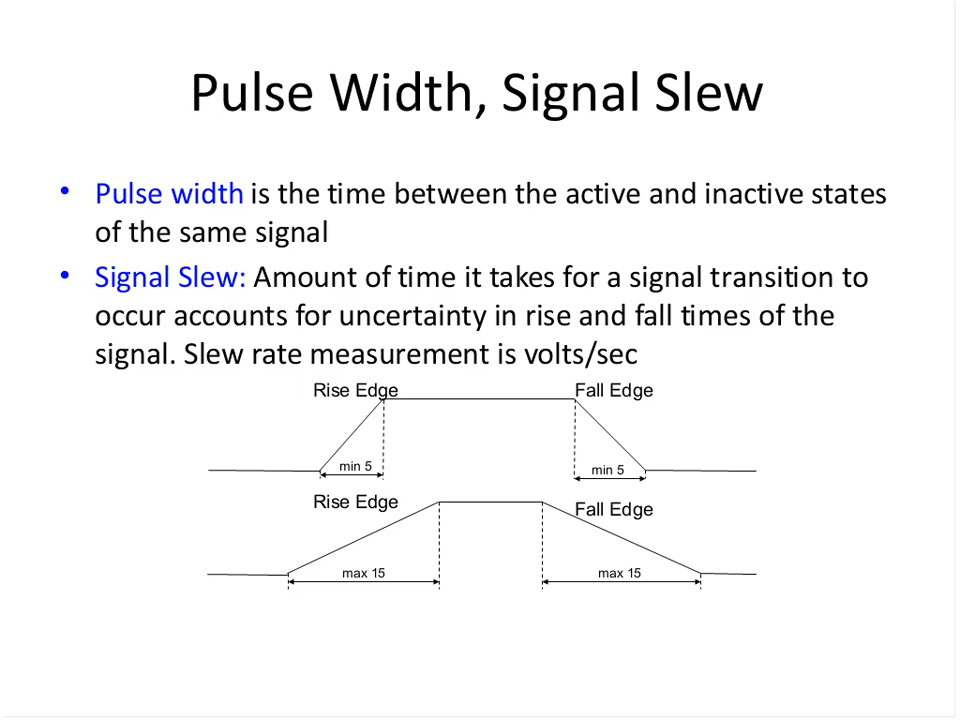 Pulse Width, Signal Slew
• Pulse width is the time between the active and inactive states
of the same signal
• Signal Slew: Amount of time it takes for a signal transition to
occur accounts for uncertainty in rise and fall times of the
signal. Slew rate measurement is volts/sec
Rise Edge
Fall Edge
min 5
min 5
Rise Edge
Fall Edge
max 15
max 15